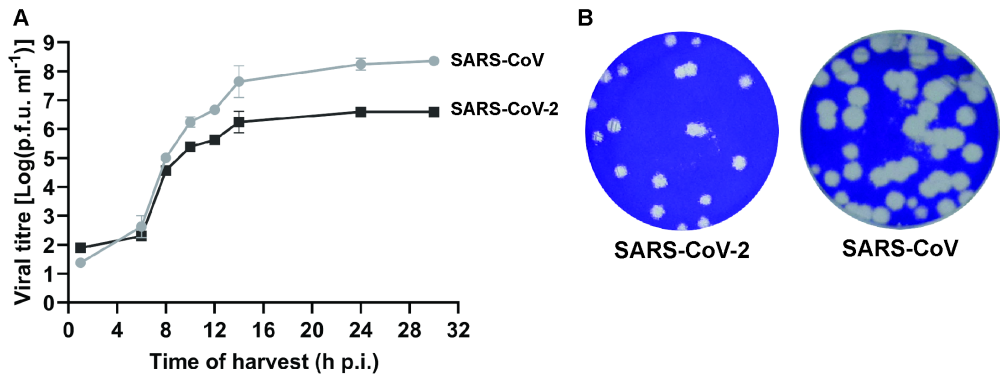 A
B
Viral titre [Log(p.f.u. ml⁻¹)]
9
8
7
6
5
4
3
2
1
0
SARS-CoV
SARS-CoV-2
0 4 8 12 16 20 24 28 32
Time of harvest (h p.i.)
SARS-CoV-2
SARS-CoV